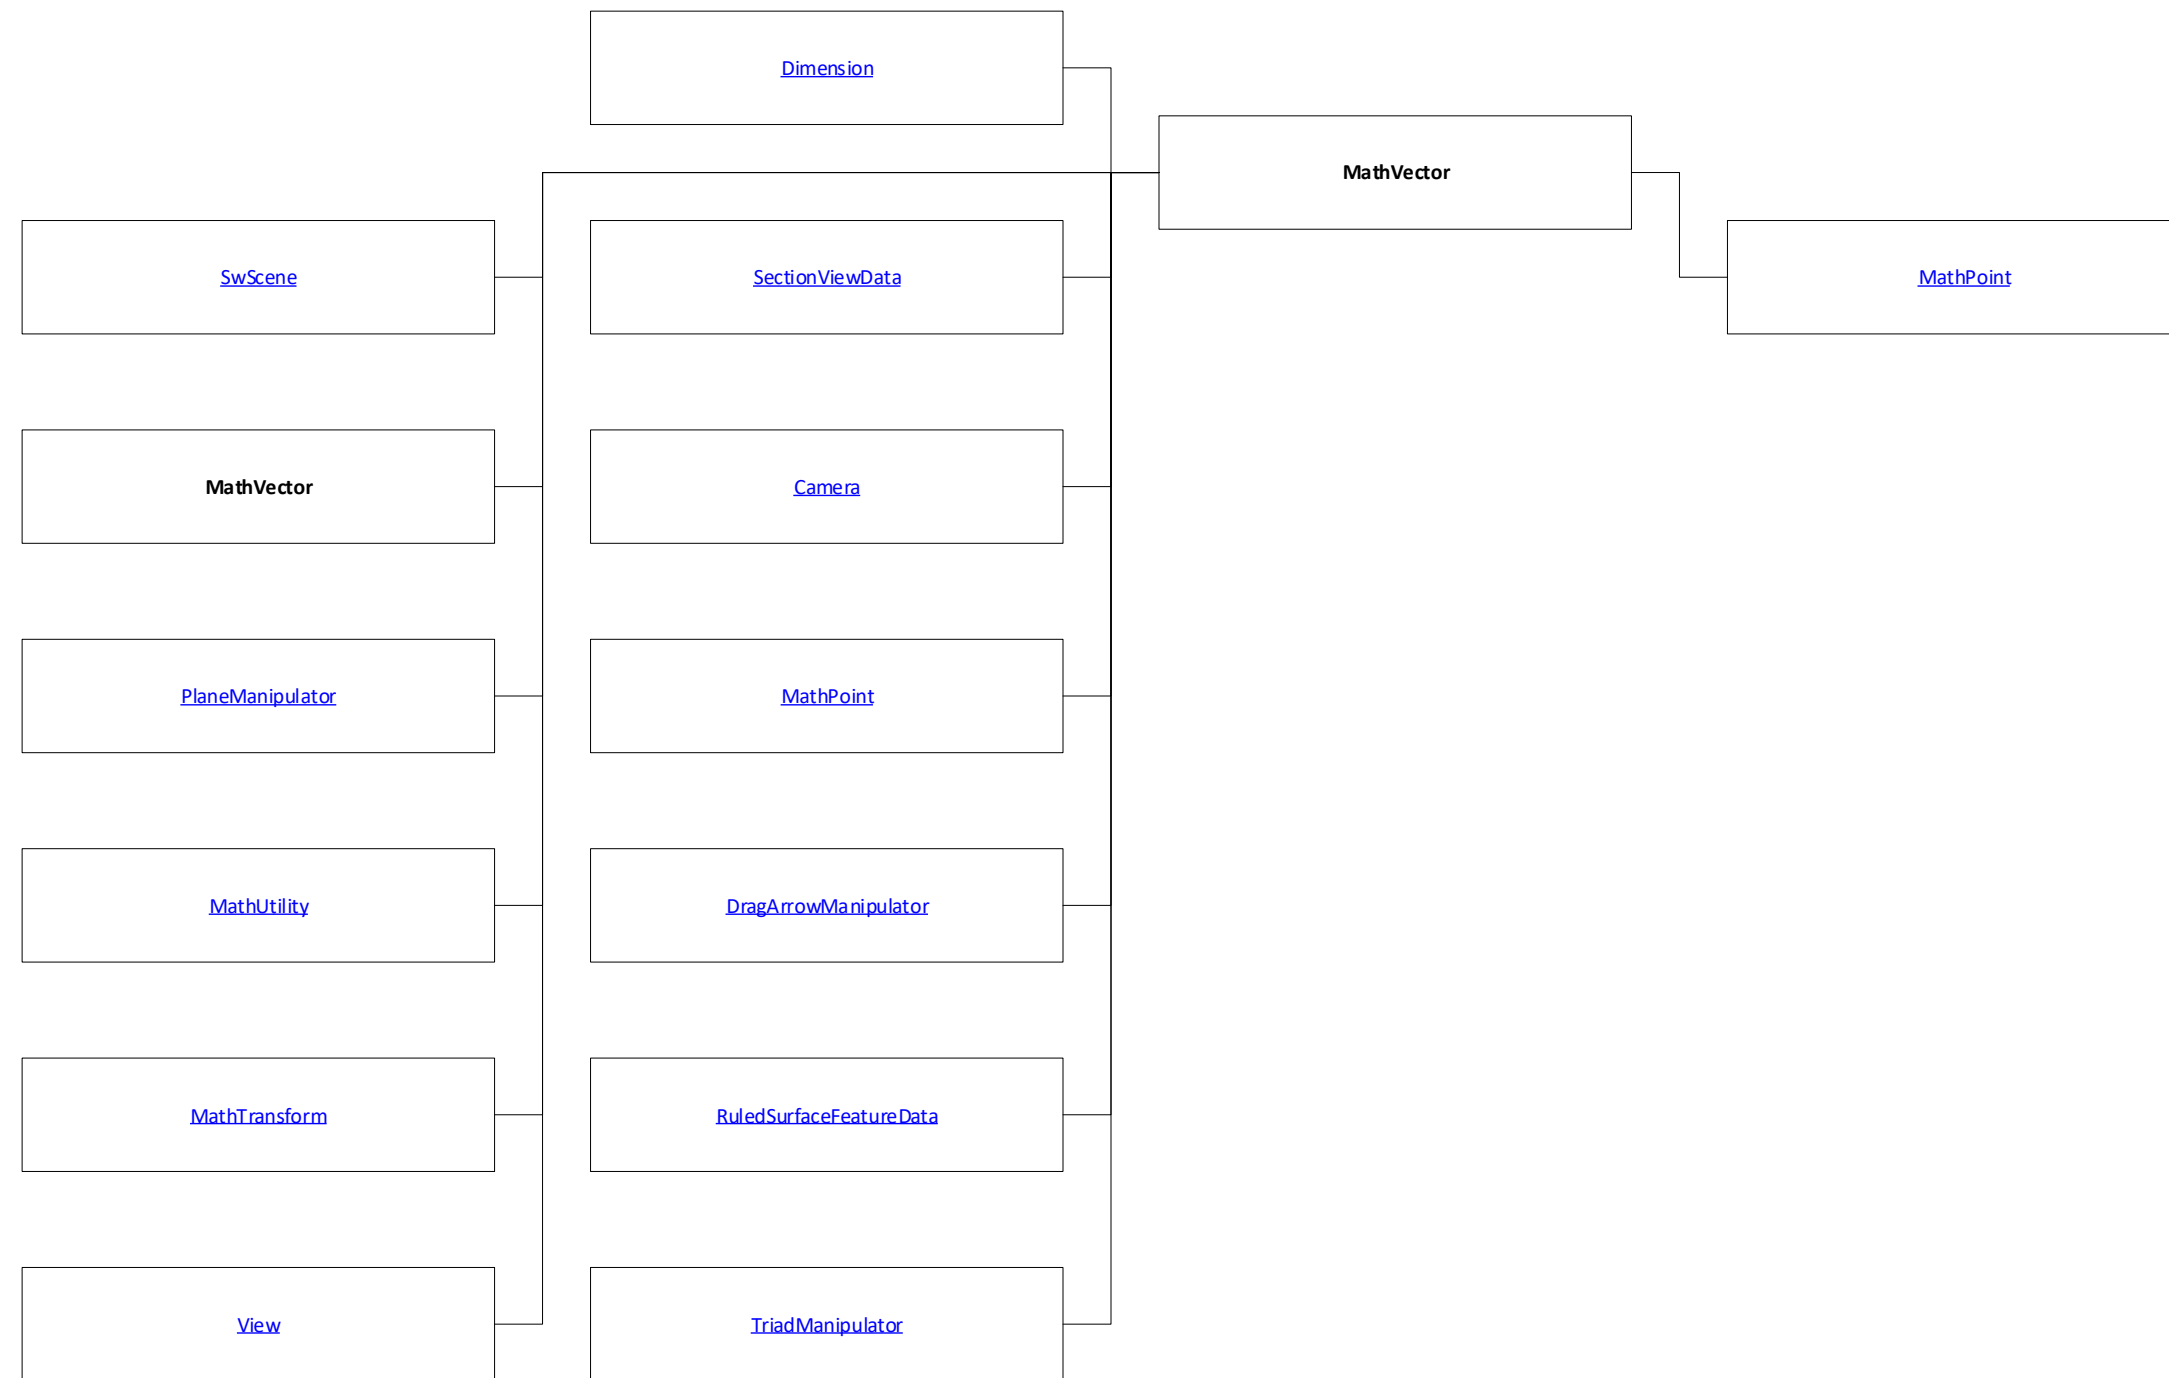 Dimension
MathVector
SwScene
SectionViewData
MathPoint
MathVector
Camera
PlaneManipulator
MathPoint
MathUtility
DragArrowManipulator
MathTransform
RuledSurfaceFeatureData
View
TriadManipulator